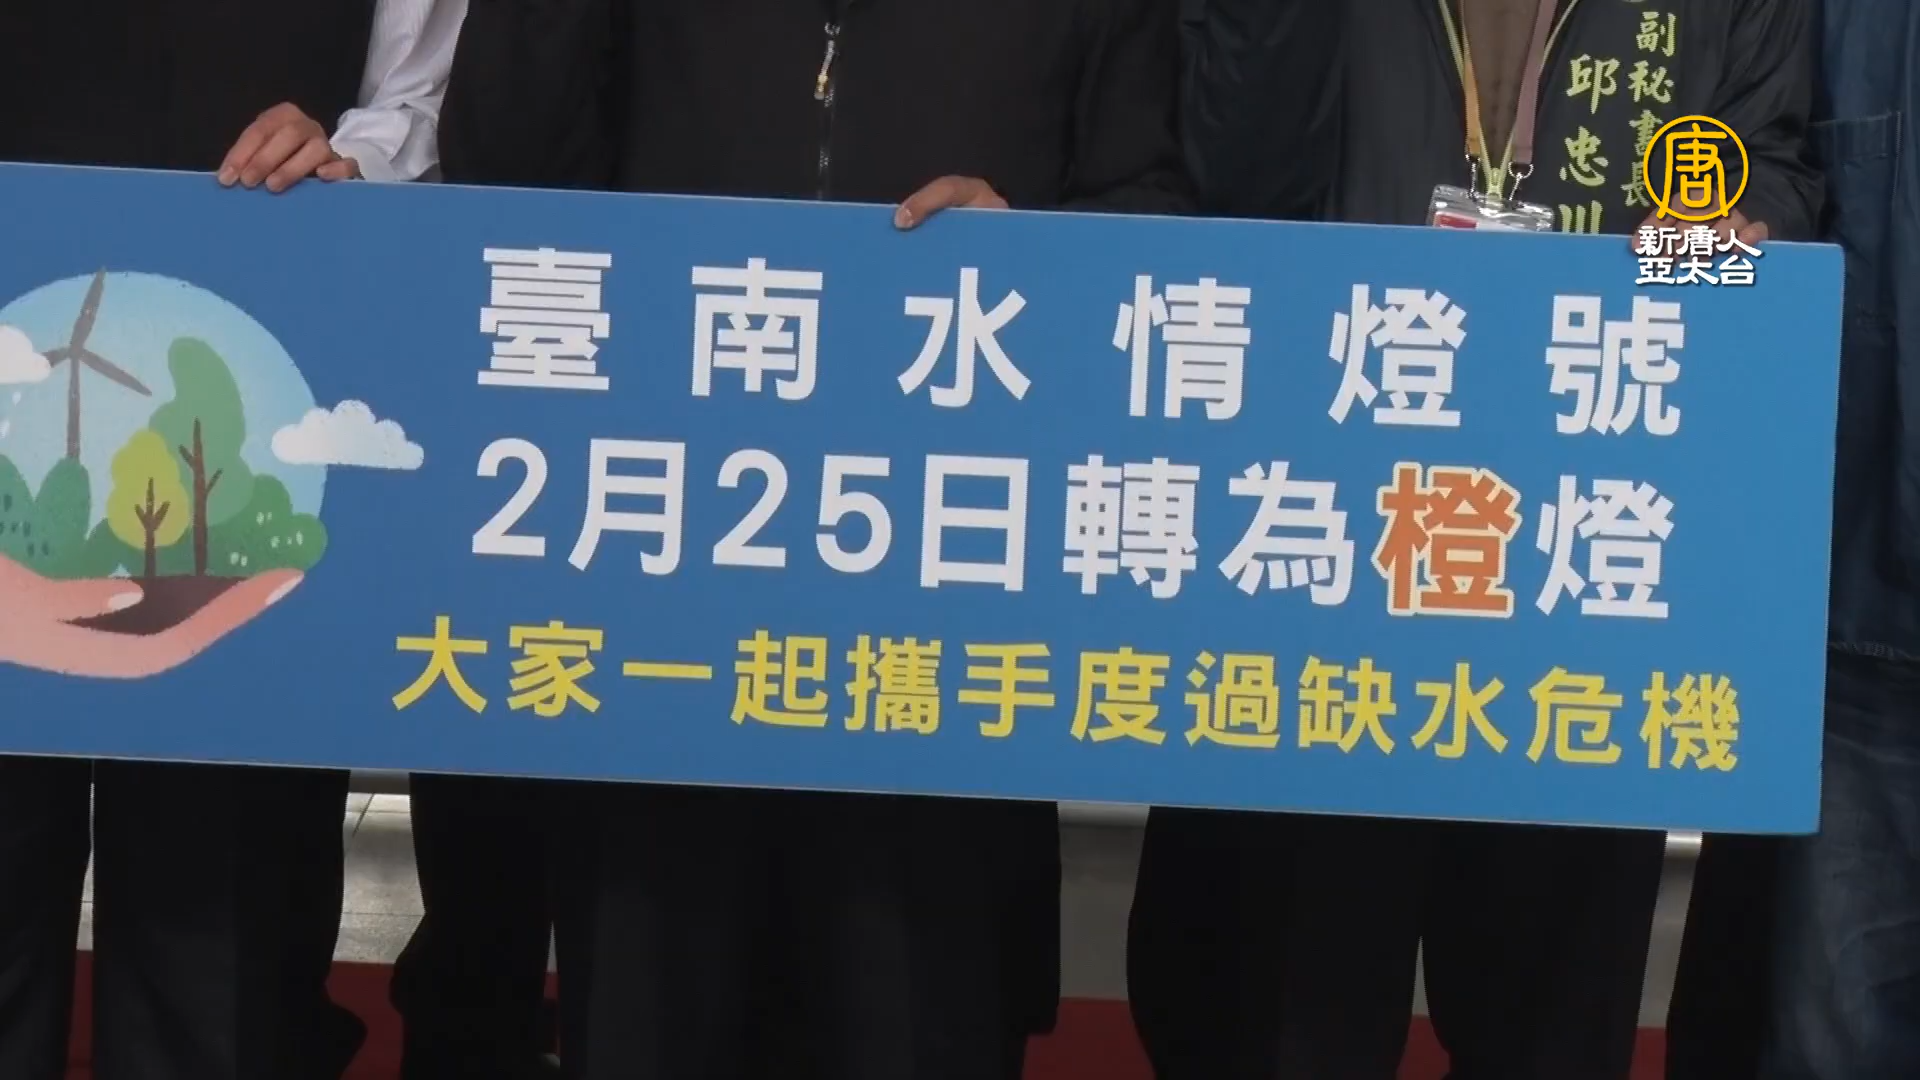 副秘書長
邱忠川
唐
新唐人
亞太台
臺南水情燈號
2月25日轉為橙燈
大家一起攜手度過缺水危機